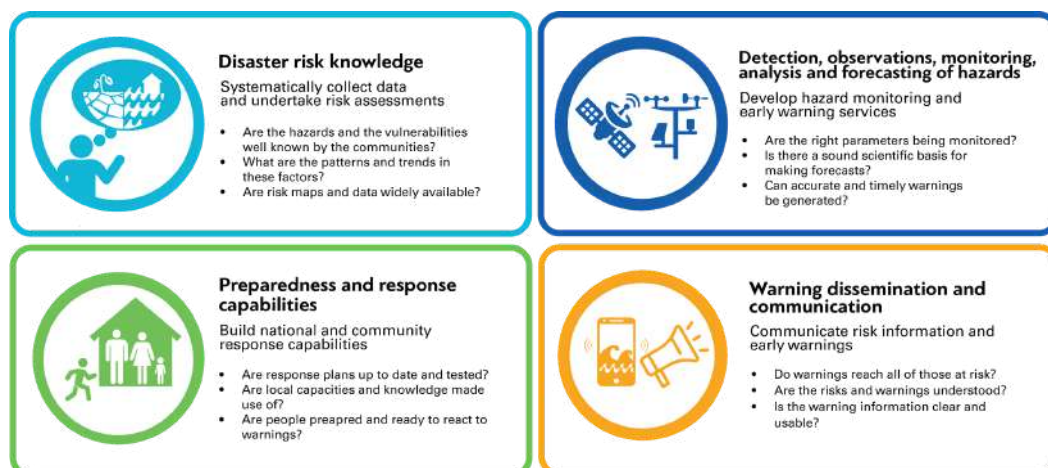 Disaster risk knowledge
Systematically collect data
and undertake risk assessments
• Are the hazards and the vulnerabilities
well known by the communities?
• What are the patterns and trends in
these factors?
• Are risk maps and data widely available?
Detection, observations, monitoring,
analysis and forecasting of hazards
Develop hazard monitoring and
early warning services
• Are the right parameters being monitored?
• Is there a sound scientific basis for
making forecasts?
• Can accurate and timely warnings
be generated?
Preparedness and response
capabilities
Build national and community
response capabilities
• Are response plans up to date and tested?
• Are local capacities and knowledge made
use of?
• Are people preapred and ready to react to
warnings?
Warning dissemination and
communication
Communicate risk information and
early warnings
• Do warnings reach all of those at risk?
• Are the risks and warnings understood?
• Is the warning information clear and
usable?